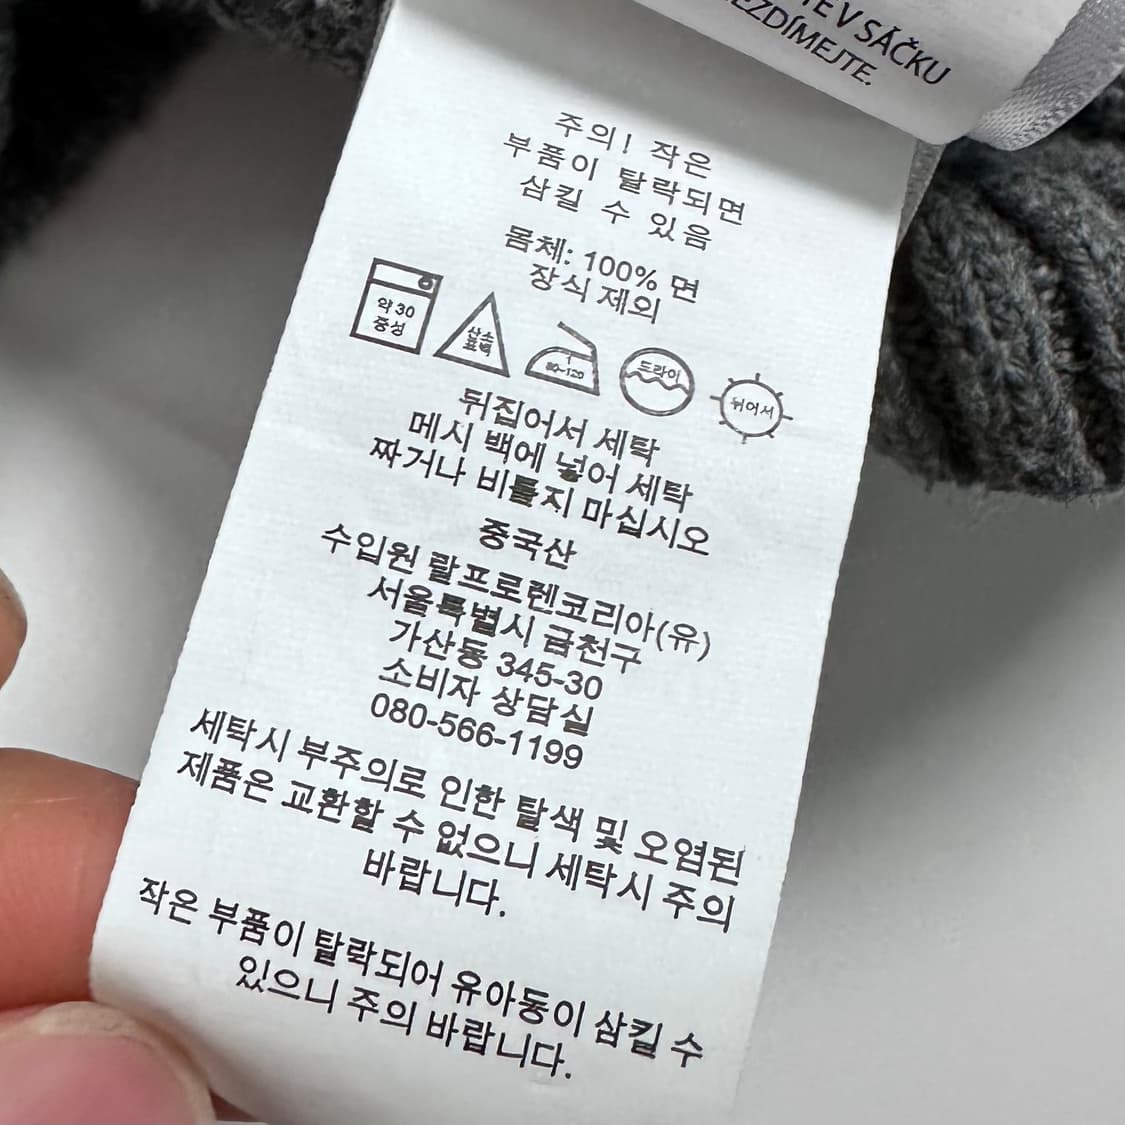 SÁČKU
주의! 작은
부품이 탈락되면
삼킬 수 있음
몸체: 100% 면
장식 제외
약 30
중성
산소
표백
80~120
드라이
뉘어서
뒤집어서 세탁
메시 백에 넣어 세탁
짜거나 비틀지 마십시오
중국산
수입원 랄프로렌코리아(유)
서울특별시 금천구
가산동 345-30
소비자 상담실
080-566-1199
세탁시 부주의로 인한 탈색 및 오염된
제품은 교환할 수 없으니 세탁시 주의
바랍니다.
작은 부품이 탈락되어 유아동이 삼킬 수
있으니 주의 바랍니다.